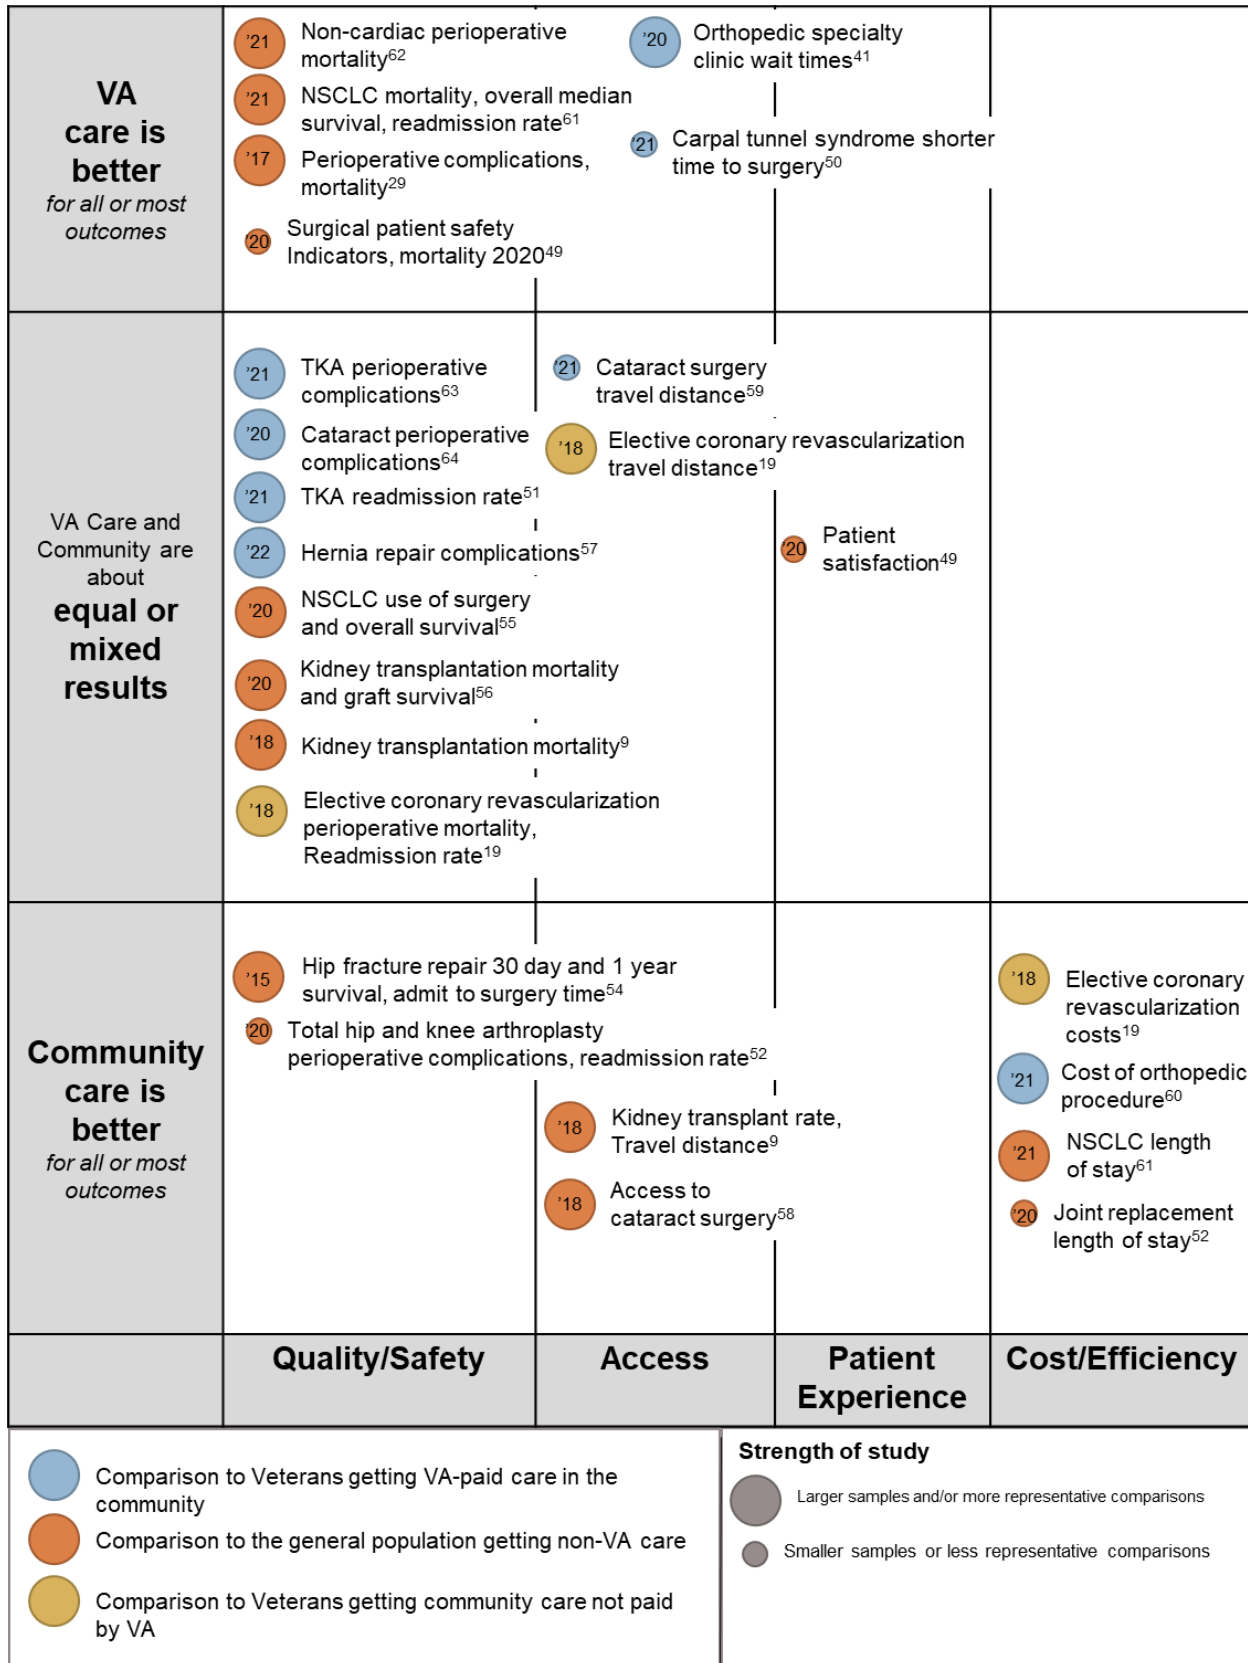 VA
care is
better
for all or most
outcomes
'21
Non-cardiac perioperative
mortality62
'21
NSCLC mortality, overall median
survival, readmission rate61
'17
Perioperative complications,
mortality29
'20
Surgical patient safety
Indicators, mortality 202049
'20
Orthopedic specialty
clinic wait times41
'21
Carpal tunnel syndrome shorter
time to surgery50
VA Care and
Community are
about
equal or
mixed
results
'21
TKA perioperative
complications63
'20
Cataract perioperative
complications64
'21
TKA readmission rate51
'22
Hernia repair complications57
'20
NSCLC use of surgery
and overall survival55
'20
Kidney transplantation mortality
and graft survival56
'18
Kidney transplantation mortality9
'18
Elective coronary revascularization
perioperative mortality,
Readmission rate19
'21
Cataract surgery
travel distance59
'18
Elective coronary revascularization
travel distance19
'20
Patient
satisfaction49
Community
care is
better
for all or most
outcomes
'15
Hip fracture repair 30 day and 1 year
survival, admit to surgery time54
'20
Total hip and knee arthroplasty
perioperative complications, readmission rate52
'18
Kidney transplant rate,
Travel distance9
'18
Access to
cataract surgery58
'18
Elective coronary
revascularization
costs19
'21
Cost of orthopedic
procedure60
'21
NSCLC length
of stay61
'20
Joint replacement
length of stay52
Quality/Safety
Access
Patient
Experience
Cost/Efficiency
Comparison to Veterans getting VA-paid care in the
community
Comparison to the general population getting non-VA care
Comparison to Veterans getting community care not paid
by VA
Strength of study
Larger samples and/or more representative comparisons
Smaller samples or less representative comparisons